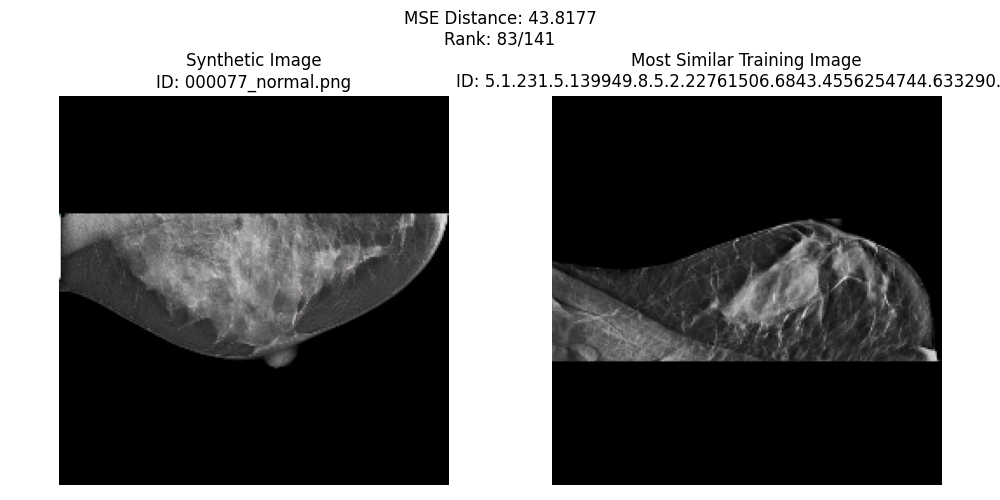 MSE Distance: 43.8177
Rank: 83/141
Synthetic Image
ID: 000077_normal.png
Most Similar Training Image
ID: 5.1.231.5.139949.8.5.2.22761506.6843.4556254744.633290.